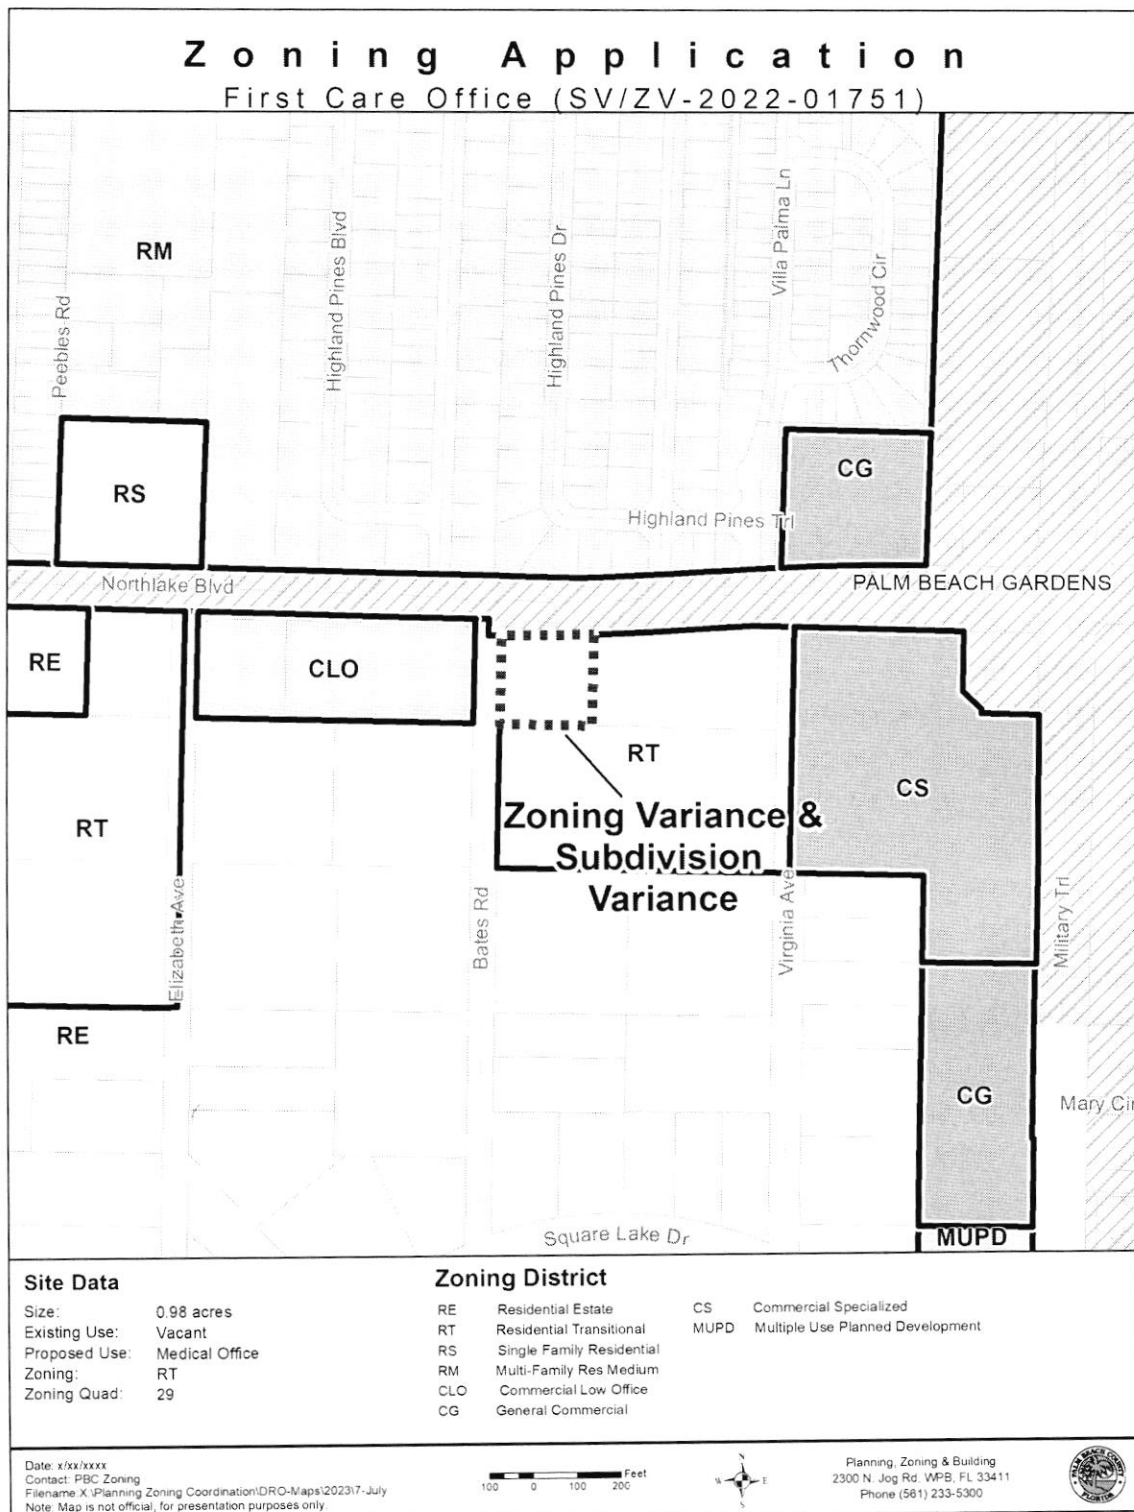 Zoning Application
First Care Office (SV/ZV-2022-01751)
RM
Peebles Rd
Highland Pines Blvd
Highland Pines Dr
Villa Palma Ln
Thornwood Cir
RS
CG
Highland Pines Trl
Northlake Blvd
PALM BEACH GARDENS
RE
CLO
RT
RT
CS
Zoning Variance &
Subdivision
Variance
Elizabeth Ave
Bates Rd
Virginia Ave
Military Trl
RE
CG
Mary Cir
Square Lake Dr
MUPD
Site Data
Size: 0.98 acres
Existing Use: Vacant
Proposed Use: Medical Office
Zoning: RT
Zoning Quad: 29
Zoning District
RE Residential Estate
RT Residential Transitional
RS Single Family Residential
RM Multi-Family Res Medium
CLO Commercial Low Office
CG General Commercial
CS Commercial Specialized
MUPD Multiple Use Planned Development
Date: x/xx/xxxx
Contact: PBC Zoning
Filename X:\Planning Zoning Coordination\DRO-Maps\2023\7-July
Note: Map is not official, for presentation purposes only.
Feet
100 0 100 200
N
W E
S
Planning, Zoning & Building
2300 N. Jog Rd. WPB, FL 33411
Phone (561) 233-5300
PALM BEACH COUNTY
FLORIDA